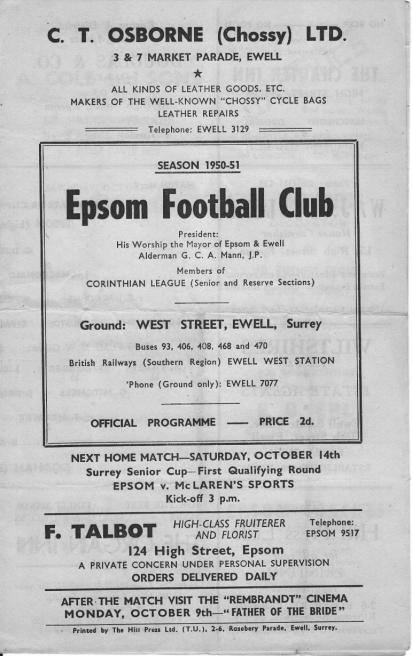 C. T. OSBORNE (Chossy) LTD.
3 & 7 MARKET PARADE, EWELL
★
ALL KINDS OF LEATHER GOODS, ETC.
MAKERS OF THE WELL-KNOWN "CHOSSY" CYCLE BAGS
LEATHER REPAIRS
Telephone: EWELL 3129
SEASON 1950-51
Epsom Football Club
President:
His Worship the Mayor of Epsom & Ewell
Alderman G. C. A. Mann, J.P.
Members of
CORINTHIAN LEAGUE (Senior and Reserve Sections)
Ground: WEST STREET, EWELL, Surrey
Buses 93, 406, 408, 468 and 470
British Railways (Southern Region) EWELL WEST STATION
'Phone (Ground only): EWELL 7077
OFFICIAL PROGRAMME — PRICE 2d.
NEXT HOME MATCH—SATURDAY, OCTOBER 14th
Surrey Senior Cup—First Qualifying Round
EPSOM v. McLAREN'S SPORTS
Kick-off 3 p.m.
F. TALBOT HIGH-CLASS FRUITERER AND FLORIST Telephone: EPSOM 9517
124 High Street, Epsom
A PRIVATE CONCERN UNDER PERSONAL SUPERVISION
ORDERS DELIVERED DAILY
AFTER THE MATCH VISIT THE "REMBRANDT" CINEMA
MONDAY, OCTOBER 9th—"FATHER OF THE BRIDE"
Printed by The Hill Press Ltd. (T.U.), 2-6, Rosebery Parade, Ewell, Surrey.